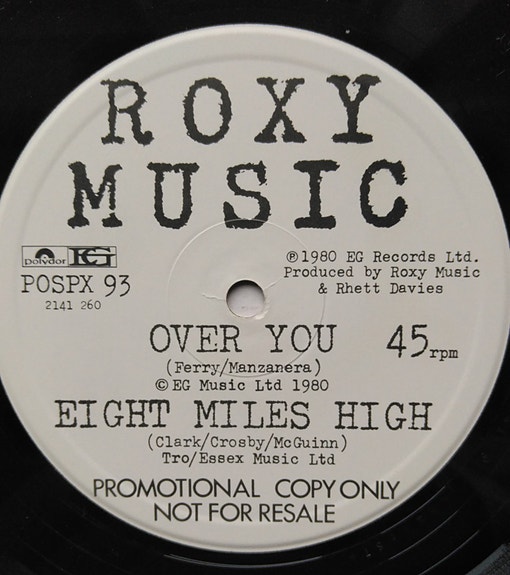 ROXY
MUSIC
polydor EG
POSPX 93
2141 260
℗1980 EG Records Ltd.
Produced by Roxy Music
& Rhett Davies
OVER YOU
45rpm
(Ferry/Manzanera)
©EG Music Ltd 1980
EIGHT MILES HIGH
(Clark/Crosby/McGuinn)
Tro/Essex Music Ltd
PROMOTIONAL COPY ONLY
NOT FOR RESALE